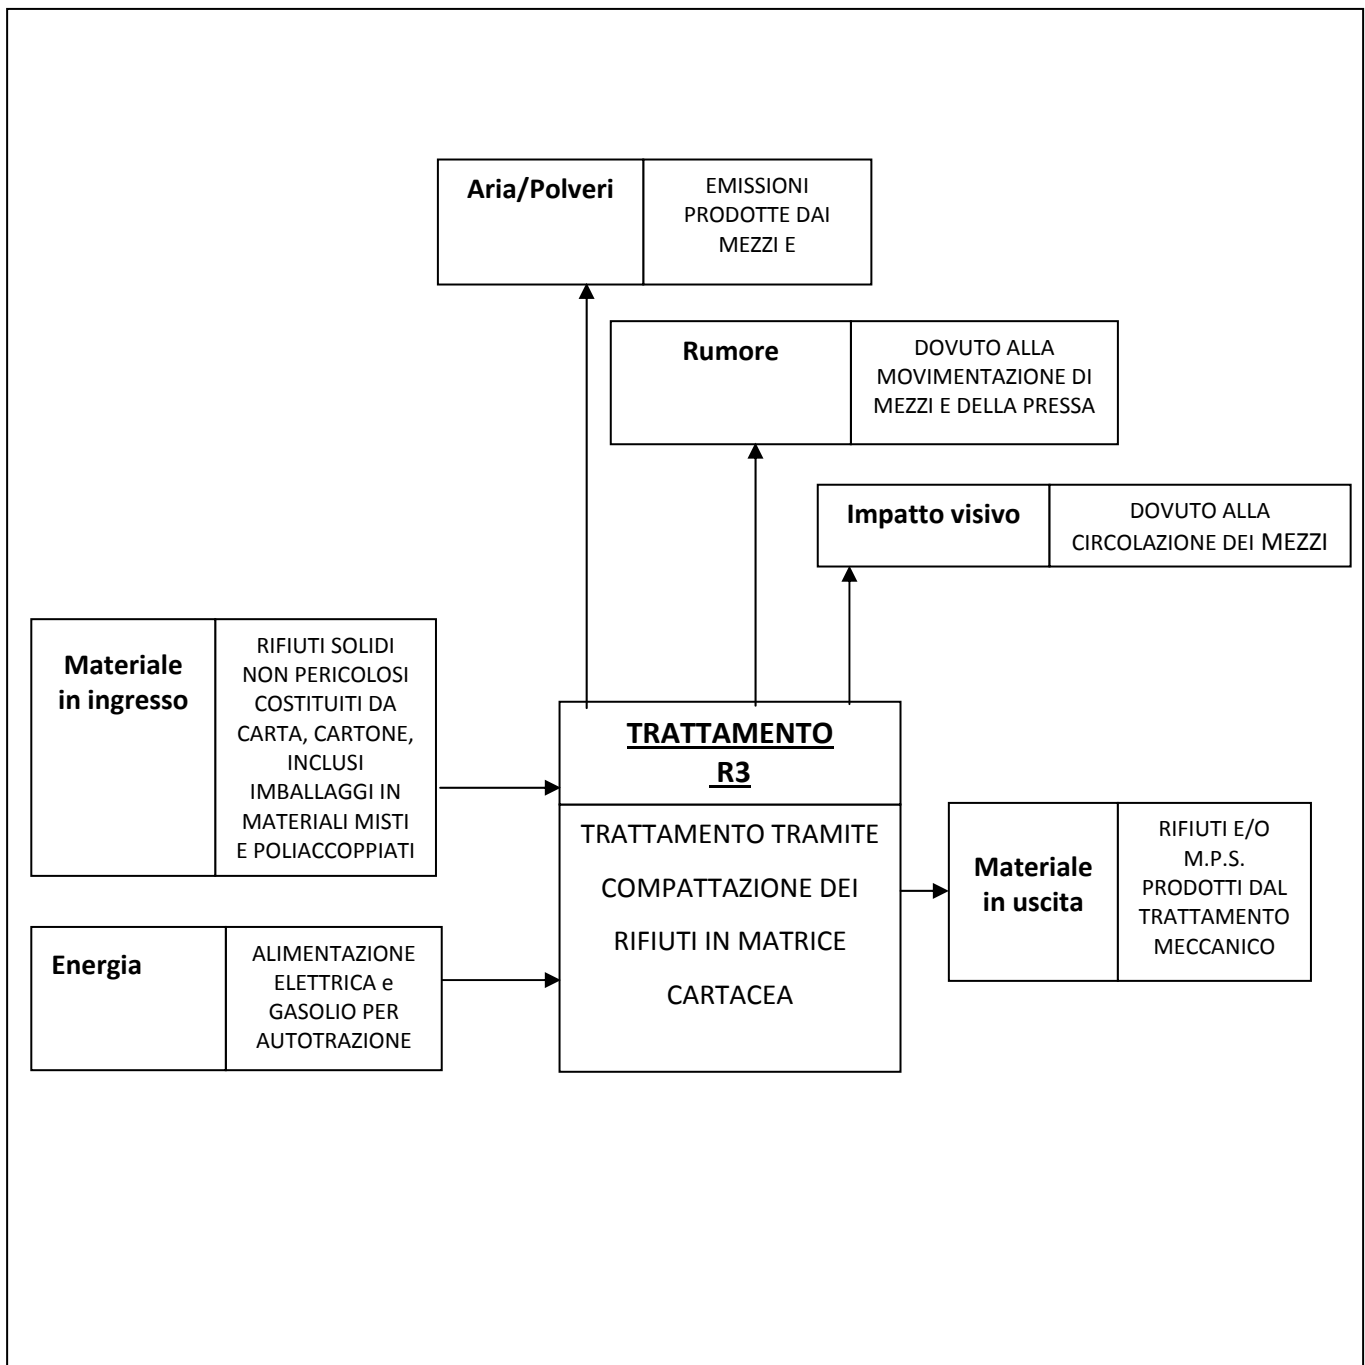 Aria/Polveri
EMISSIONI
PRODOTTE DAI
MEZZI E
Rumore
DOVUTO ALLA
MOVIMENTAZIONE DI
MEZZI E DELLA PRESSA
Impatto visivo
DOVUTO ALLA
CIRCOLAZIONE DEI MEZZI
Materiale
in ingresso
RIFIUTI SOLIDI
NON PERICOLOSI
COSTITUITI DA
CARTA, CARTONE,
INCLUSI
IMBALLAGGI IN
MATERIALI MISTI
E POLIACCOPPIATI
TRATTAMENTO
R3
TRATTAMENTO TRAMITE
COMPATTAZIONE DEI
RIFIUTI IN MATRICE
CARTACEA
Materiale
in uscita
RIFIUTI E/O
M.P.S.
PRODOTTI DAL
TRATTAMENTO
MECCANICO
Energia
ALIMENTAZIONE
ELETTRICA e
GASOLIO PER
AUTOTRAZIONE